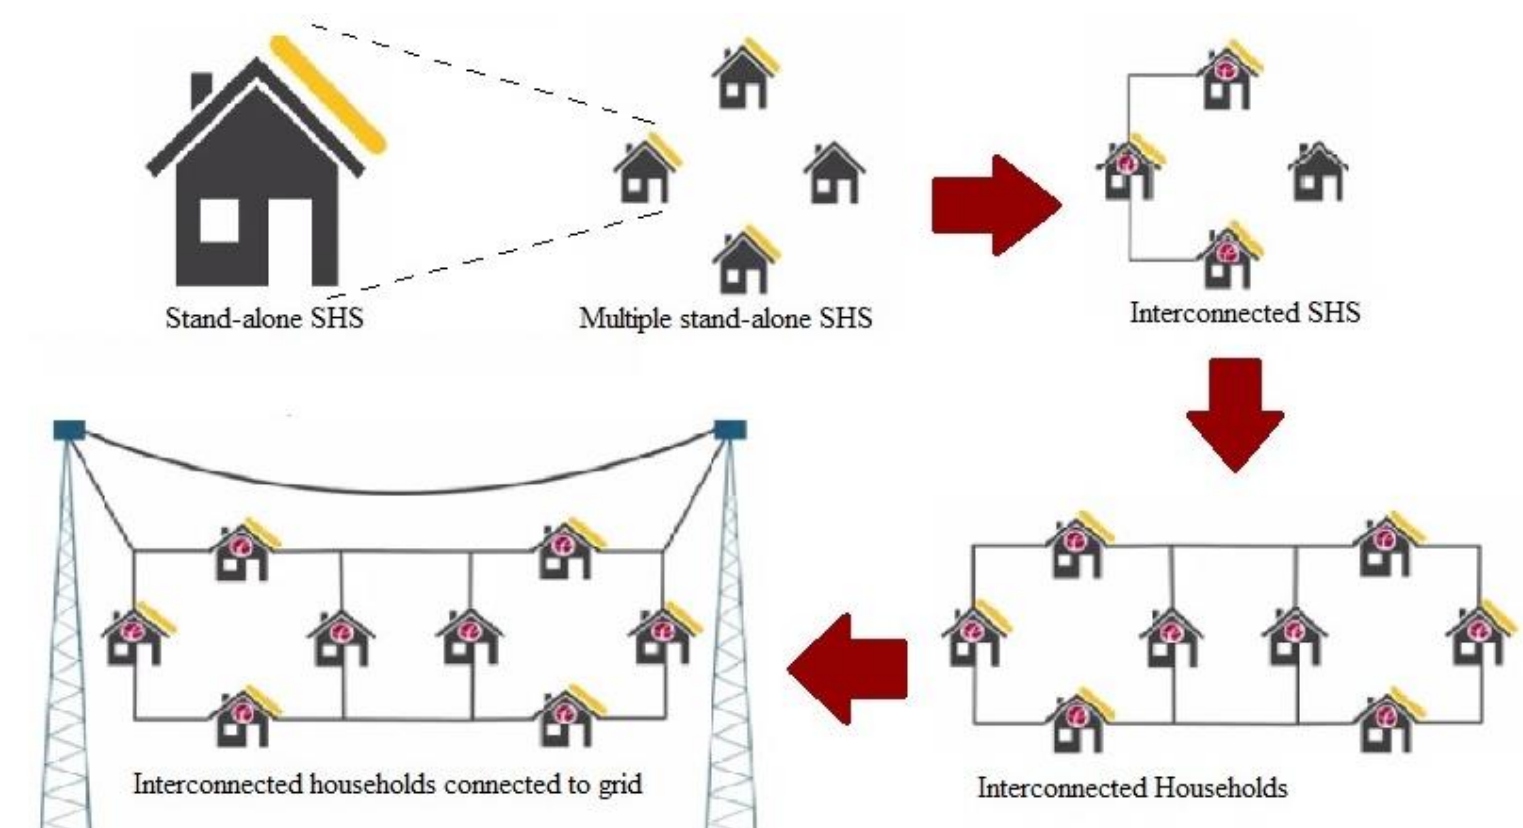 Stand-alone SHS
Multiple stand-alone SHS
Interconnected SHS
Interconnected households connected to grid
Interconnected Households